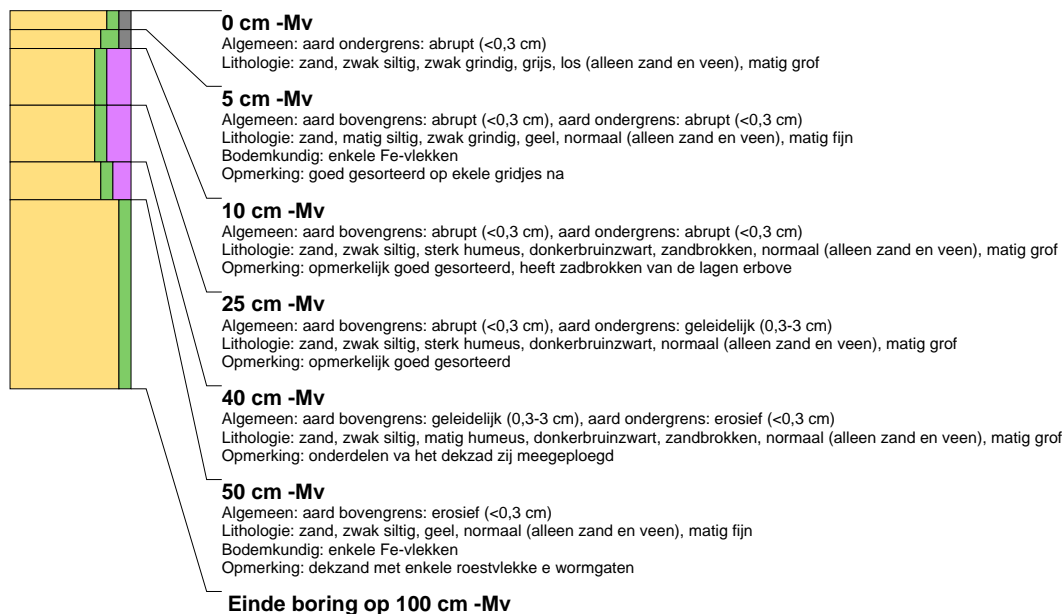 0 cm -Mv
Algemeen: aard ondergrens: abrupt (<0,3 cm)
Lithologie: zand, zwak siltig, zwak grindig, grijs, los (alleen zand en veen), matig grof
5 cm -Mv
Algemeen: aard bovengrens: abrupt (<0,3 cm), aard ondergrens: abrupt (<0,3 cm)
Lithologie: zand, matig siltig, zwak grindig, geel, normaal (alleen zand en veen), matig fijn
Bodemkundig: enkele Fe-vlekken
Opmerking: goed gesorteerd op ekele gridjes na
10 cm -Mv
Algemeen: aard bovengrens: abrupt (<0,3 cm), aard ondergrens: abrupt (<0,3 cm)
Lithologie: zand, zwak siltig, sterk humeus, donkerbruinzwart, zandbrokken, normaal (alleen zand en veen), matig grof
Opmerking: opmerkelijk goed gesorteerd, heeft zadbrokken van de lagen erbove
25 cm -Mv
Algemeen: aard bovengrens: abrupt (<0,3 cm), aard ondergrens: geleidelijk (0,3-3 cm)
Lithologie: zand, zwak siltig, sterk humeus, donkerbruinzwart, normaal (alleen zand en veen), matig grof
Opmerking: opmerkelijk goed gesorteerd
40 cm -Mv
Algemeen: aard bovengrens: geleidelijk (0,3-3 cm), aard ondergrens: erosief (<0,3 cm)
Lithologie: zand, zwak siltig, matig humeus, donkerbruinzwart, zandbrokken, normaal (alleen zand en veen), matig grof
Opmerking: onderdelen va het dekzad zij meegeploegd
50 cm -Mv
Algemeen: aard bovengrens: erosief (<0,3 cm)
Lithologie: zand, zwak siltig, geel, normaal (alleen zand en veen), matig fijn
Bodemkundig: enkele Fe-vlekken
Opmerking: dekzand met enkele roestvlekke e wormgaten
Einde boring op 100 cm -Mv